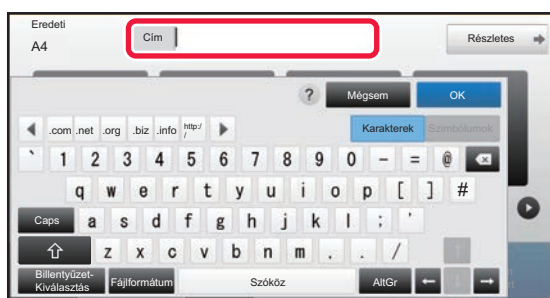 Eredeti
A4
Cím
Részletes
? Mégsem OK
.com .net .org .biz .info http:/
/
Karakterek Szimbólumok
` 1 2 3 4 5 6 7 8 9 0 - = @
q w e r t y u i o p [ ] #
Caps a s d f g h j k l ; '
z x c v b n m . . /
Billentyűzet-
Kiválasztás Fájlformátum Szóköz AltGr